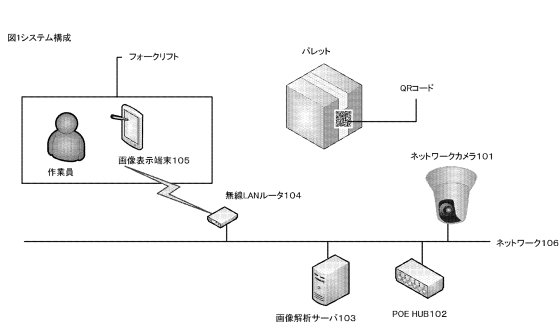 図1システム構成
フォークリフト
パレット
QRコード
作業員
画像表示端末105
ネットワークカメラ101
無線LANルータ104
ネットワーク106
画像解析サーバ103
POE HUB102